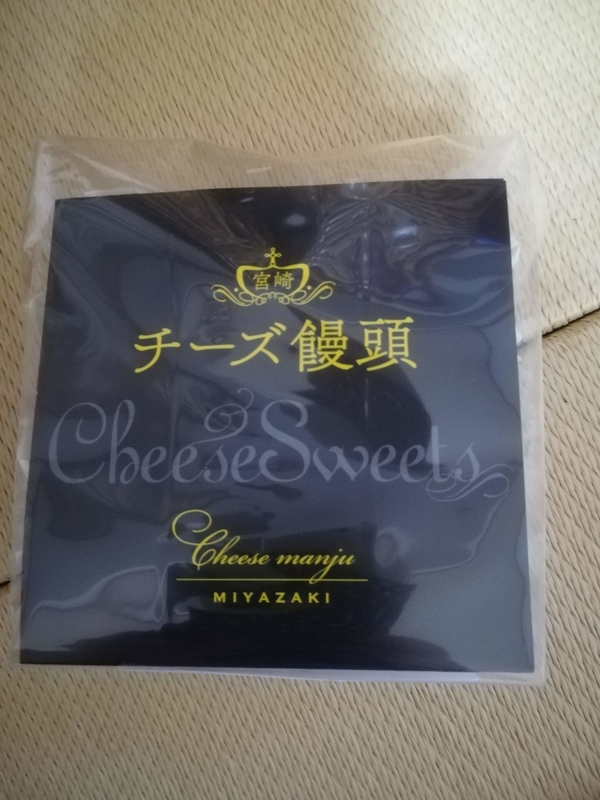 宮崎
チーズ饅頭
CheeseSweets
Cheese manju
MIYAZAKI